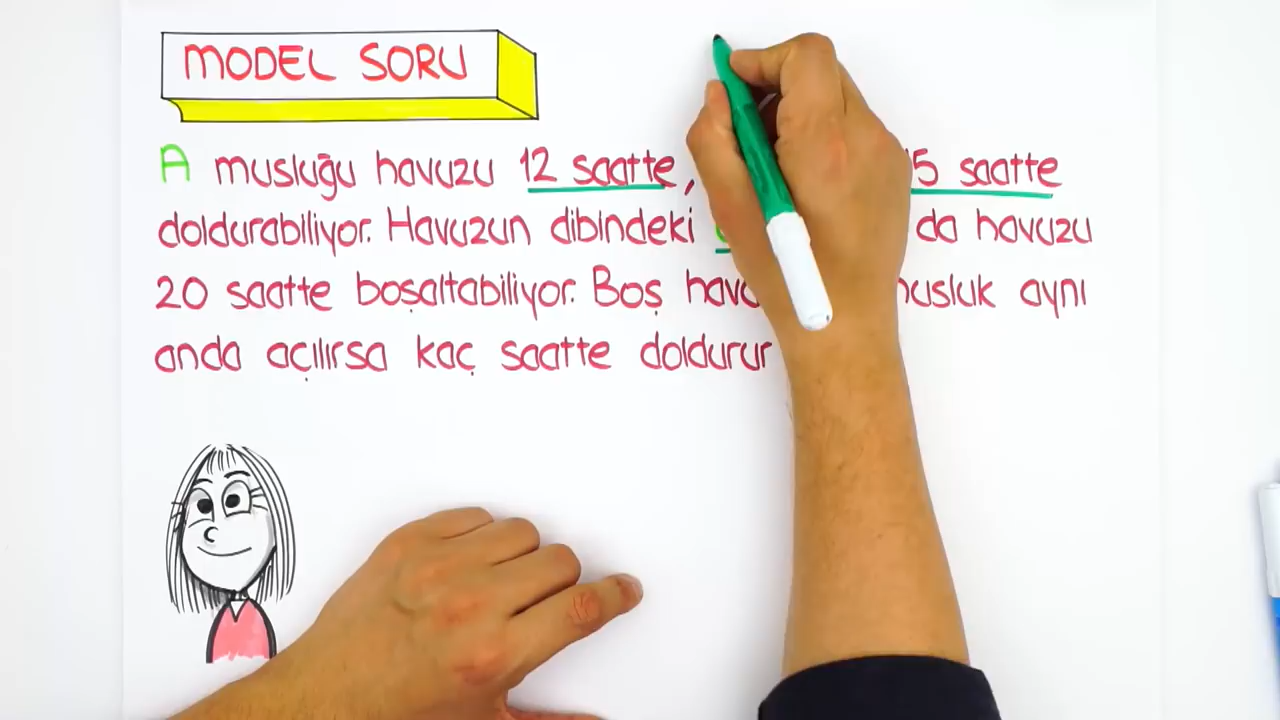 MODEL SORU
A musluğu havuzu 12 saatte, 15 saatte
doldurabiliyor. Havuzun dibindeki da havuzu
20 saatte boşaltabiliyor. Boş musluk aynı
anda açılırsa kaç saatte doldurur